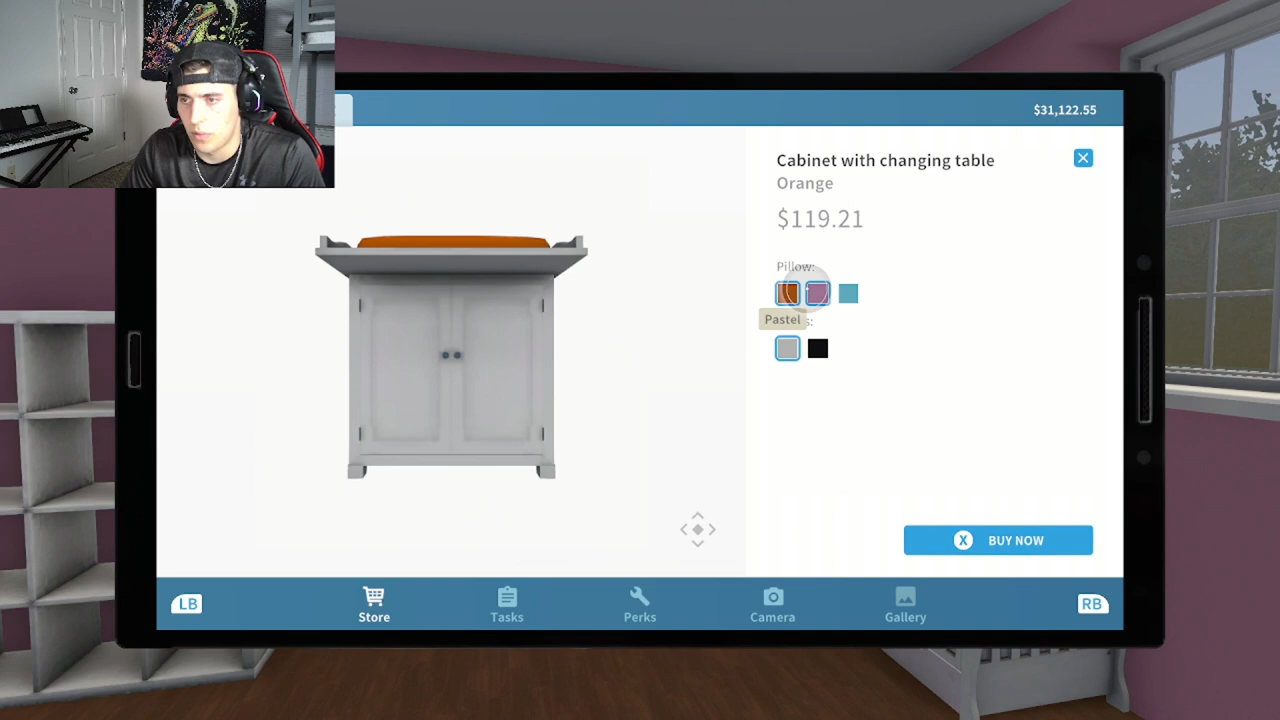 $31,122.55
Cabinet with changing table
Orange
$119.21
Pillow:
Pastel
s:
X BUY NOW
LB
Store
Tasks
Perks
Camera
Gallery
RB